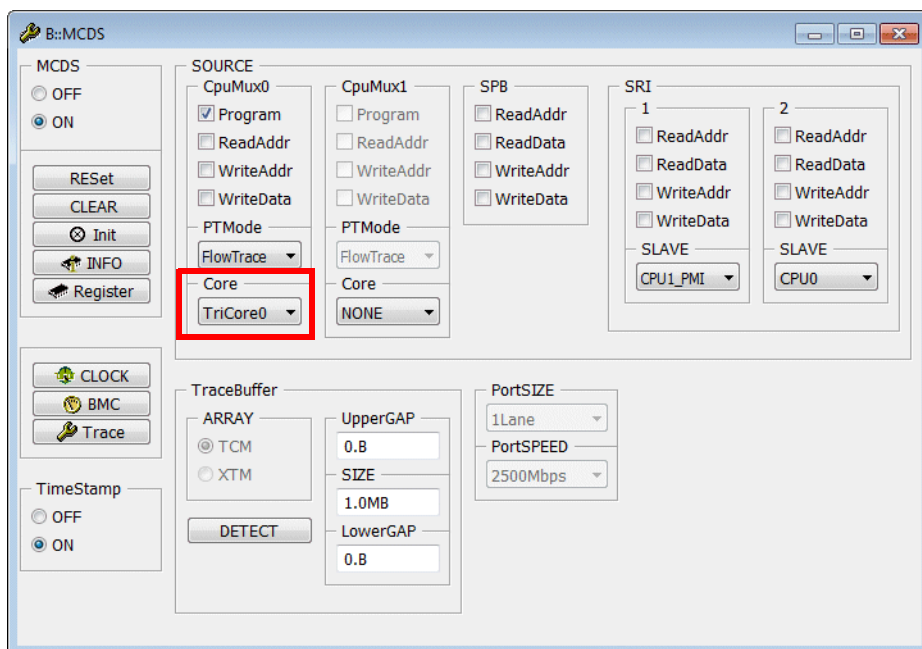 B::MCDS
MCDS
OFF
ON
RESet
CLEAR
Init
INFO
Register
CLOCK
BMC
Trace
TimeStamp
OFF
ON
SOURCE
CpuMux0
Program
ReadAddr
WriteAddr
WriteData
PTMode
FlowTrace
Core
TriCore0
CpuMux1
Program
ReadAddr
WriteAddr
WriteData
PTMode
FlowTrace
Core
NONE
SPB
ReadAddr
ReadData
WriteAddr
WriteData
SRI
1
ReadAddr
ReadData
WriteAddr
WriteData
SLAVE
CPU1_PMI
2
ReadAddr
ReadData
WriteAddr
WriteData
SLAVE
CPU0
TraceBuffer
ARRAY
TCM
XTM
DETECT
UpperGAP
0.B
SIZE
1.0MB
LowerGAP
0.B
PortSIZE
1Lane
PortSPEED
2500Mbps